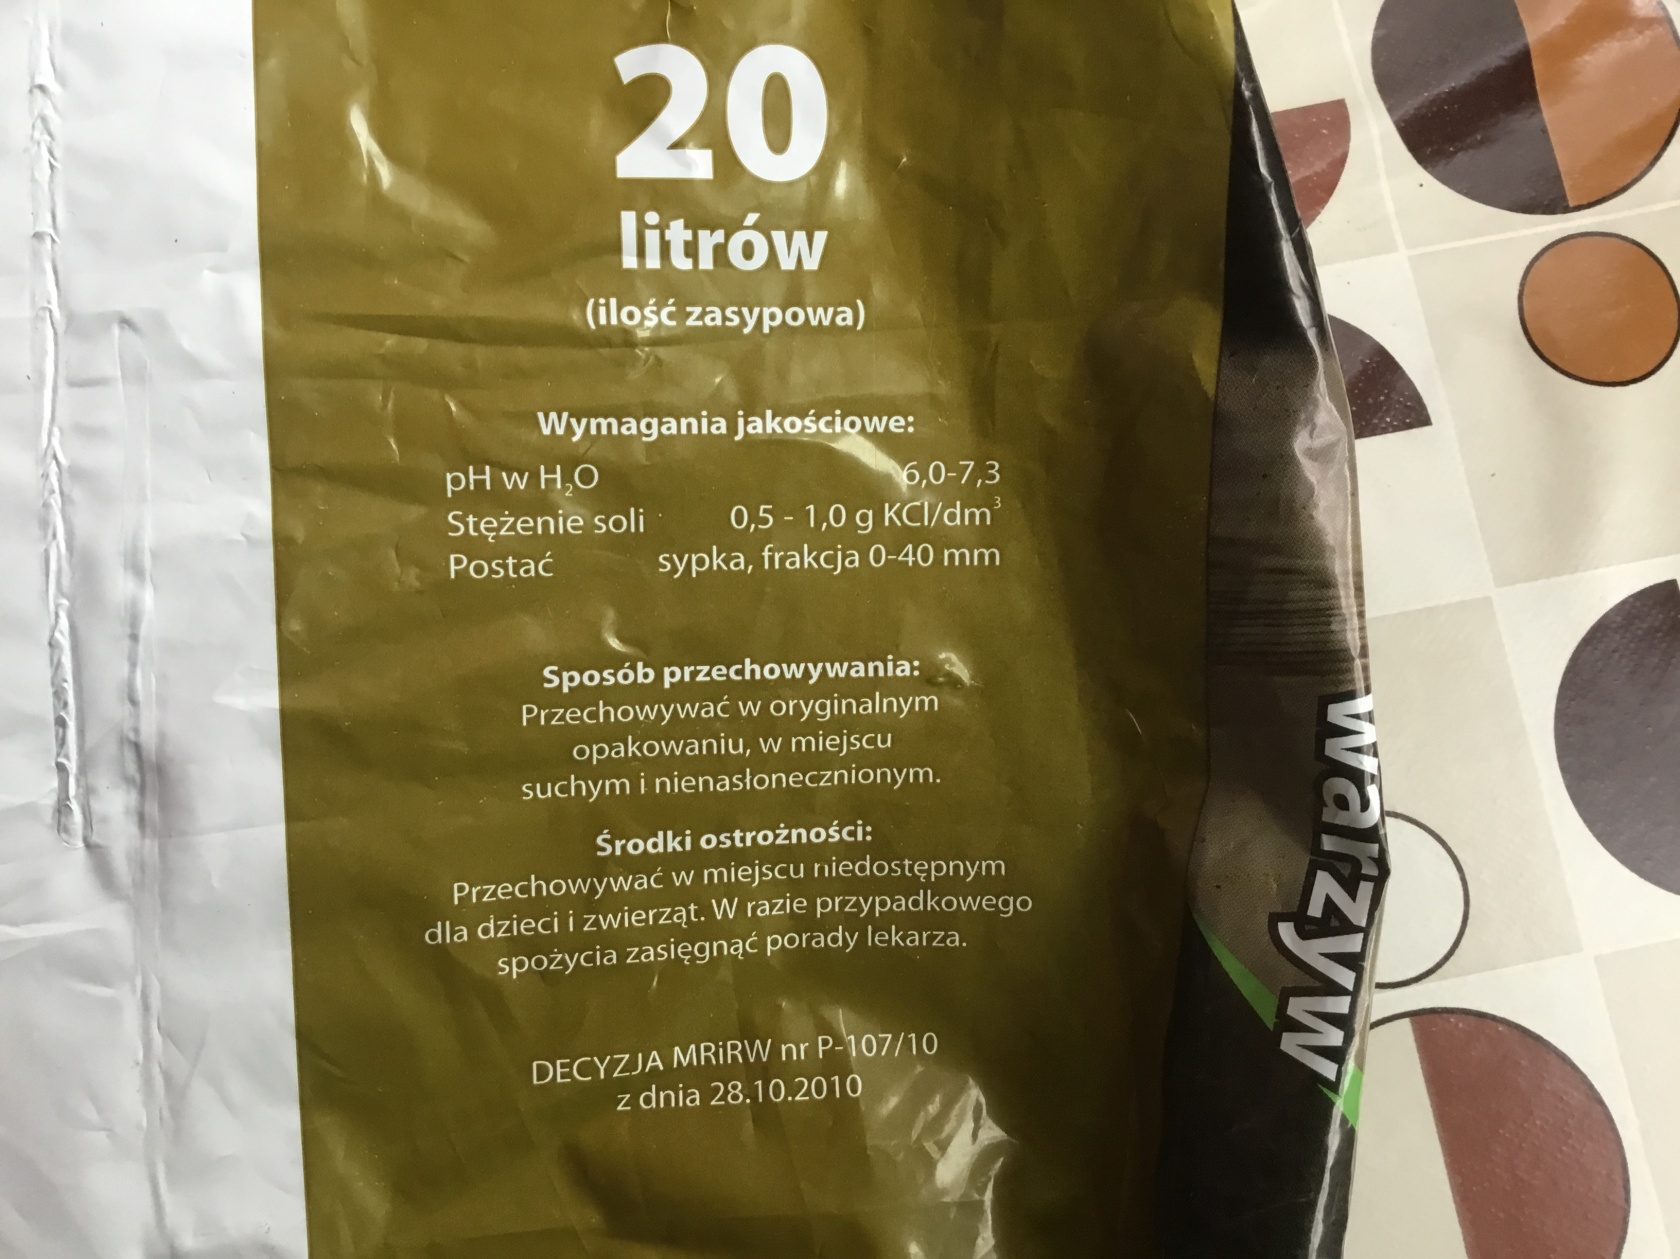 20
litrów
(ilość zasypowa)
Wymagania jakościowe:
pH w H₂O 6,0-7,3
Stężenie soli 0,5 - 1,0 g KCl/dm³
Postać sypka, frakcja 0-40 mm
Sposób przechowywania:
Przechowywać w oryginalnym
opakowaniu, w miejscu
suchym i nienasłonecznionym.
Środki ostrożności:
Przechowywać w miejscu niedostępnym
dla dzieci i zwierząt. W razie przypadkowego
spożycia zasięgnąć porady lekarza.
DECYZJA MRiRW nr P-107/10
z dnia 28.10.2010
warzyw